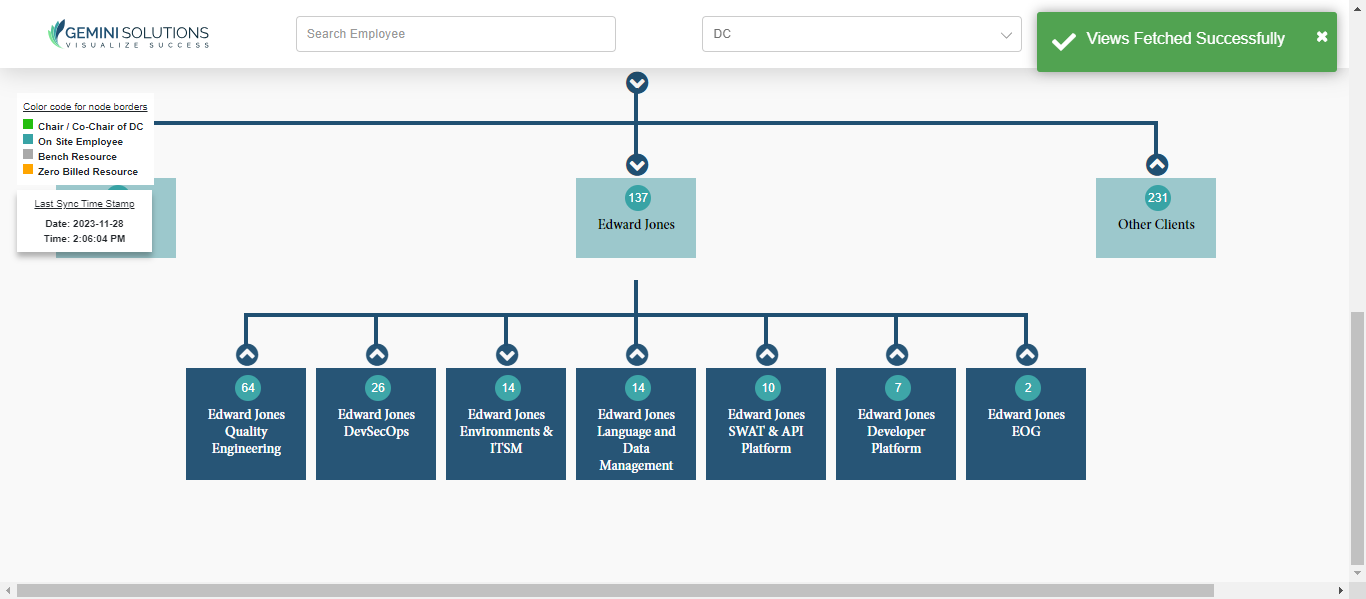 GEMINI SOLUTIONS
VISUALIZE SUCCESS
Search Employee
DC
Views Fetched Successfully
Color code for node borders
Chair / Co-Chair of DC
On Site Employee
Bench Resource
Zero Billed Resource
Last Sync Time Stamp
Date: 2023-11-28
Time: 2:06:04 PM
137
Edward Jones
231
Other Clients
64
Edward Jones
Quality
Engineering
26
Edward Jones
DevSecOps
14
Edward Jones
Environments &
ITSM
14
Edward Jones
Language and
Data
Management
10
Edward Jones
SWAT & API
Platform
7
Edward Jones
Developer
Platform
2
Edward Jones
EOG